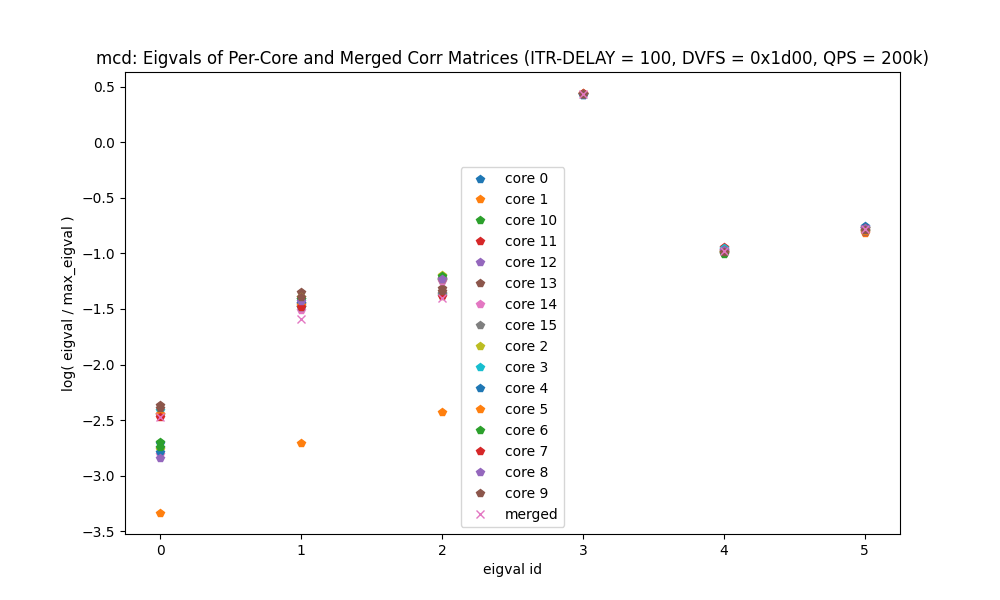 mcd: Eigvals of Per-Core and Merged Corr Matrices (ITR-DELAY = 100, DVFS = 0x1d00, QPS = 200k)
log( eigval / max_eigval )
0.5
0.0
−0.5
−1.0
−1.5
−2.0
−2.5
−3.0
−3.5
core 0
core 1
core 10
core 11
core 12
core 13
core 14
core 15
core 2
core 3
core 4
core 5
core 6
core 7
core 8
core 9
merged
0 1 2 3 4 5
eigval id